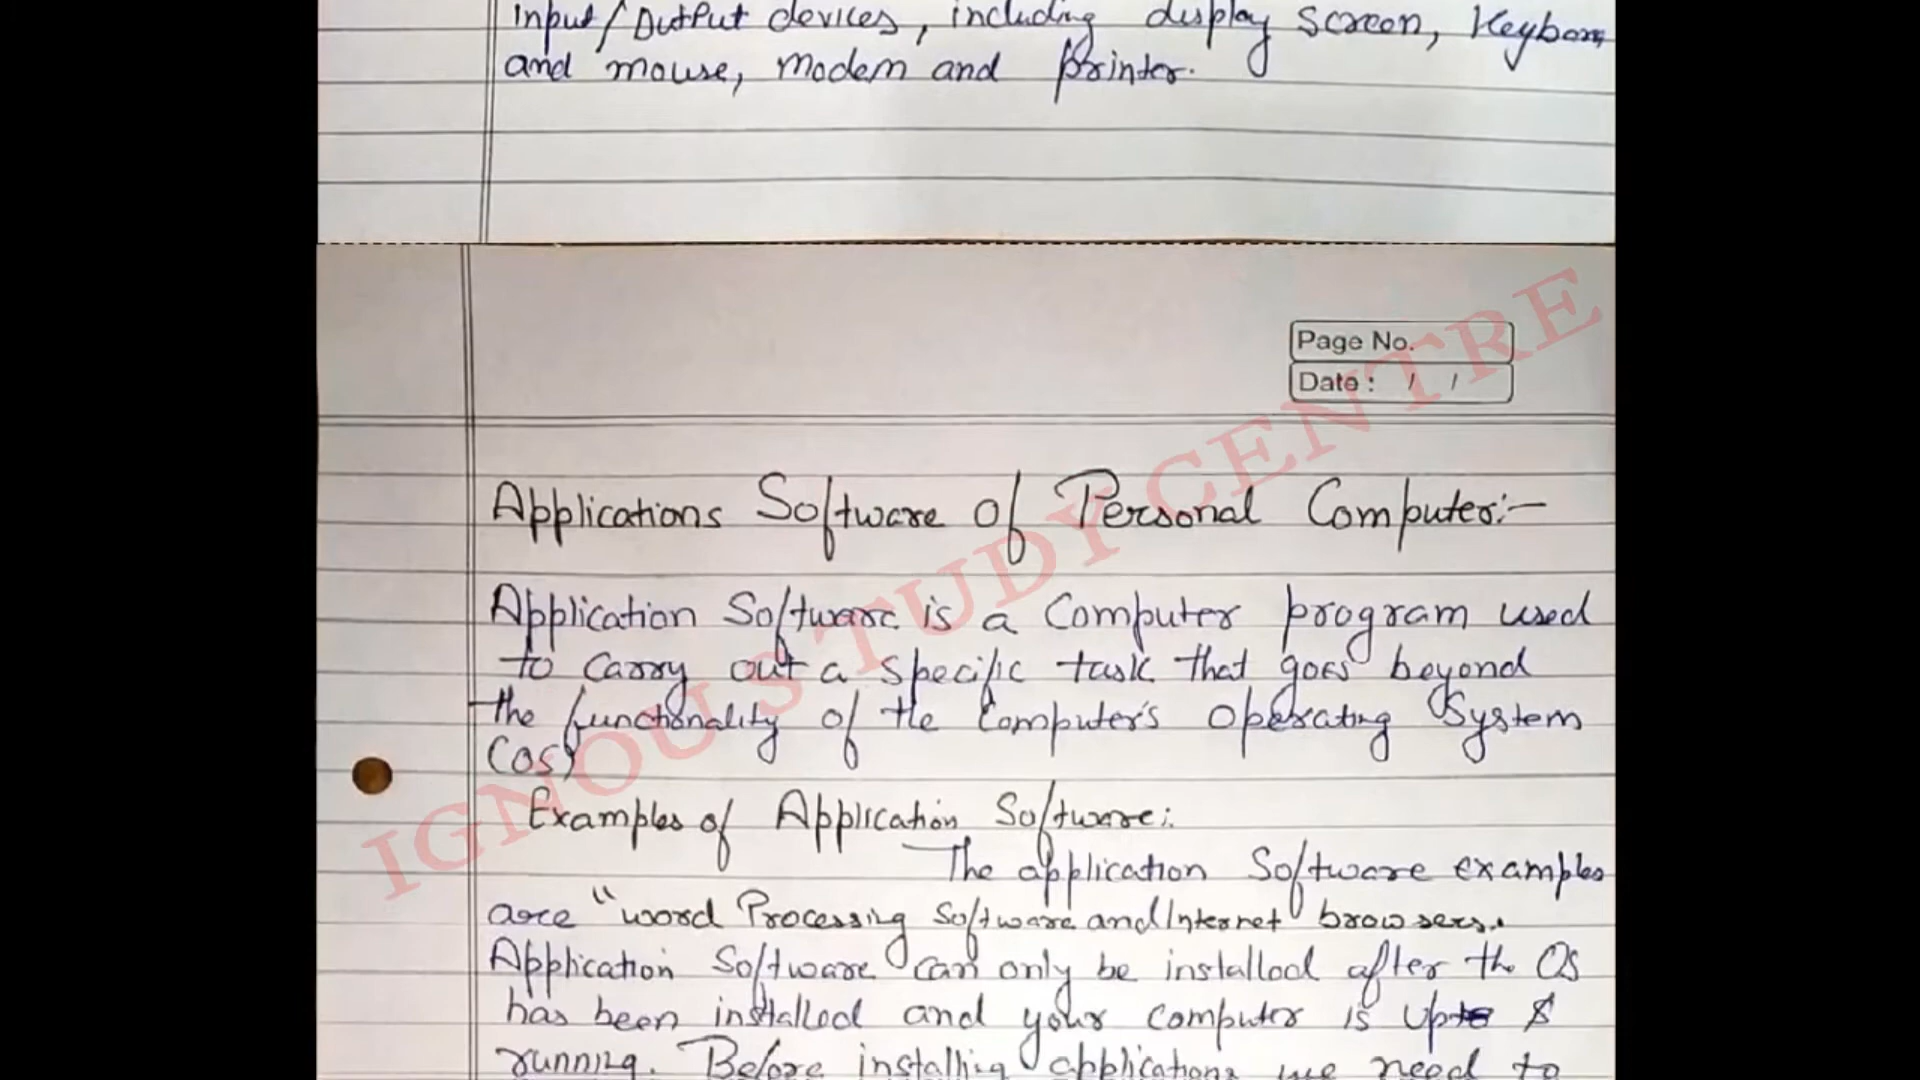 Input/Output devices, including display screen, Keyboar
and mouse, modem and printer.
Page No.
Date : / /
Applications Software of Personal Computer:-
Application Software is a Computer program used
to carry out a specific task that goes beyond
the functionality of the Computer's Operating System
(OS)
Examples of Application Software:
The application Software examples
are "word Processing Software and Internet browsers.
Application Software can only be installed after the OS
has been installed and your computer is up &
running. Before installing applications we need to
IGNOU STUDY CENTRE